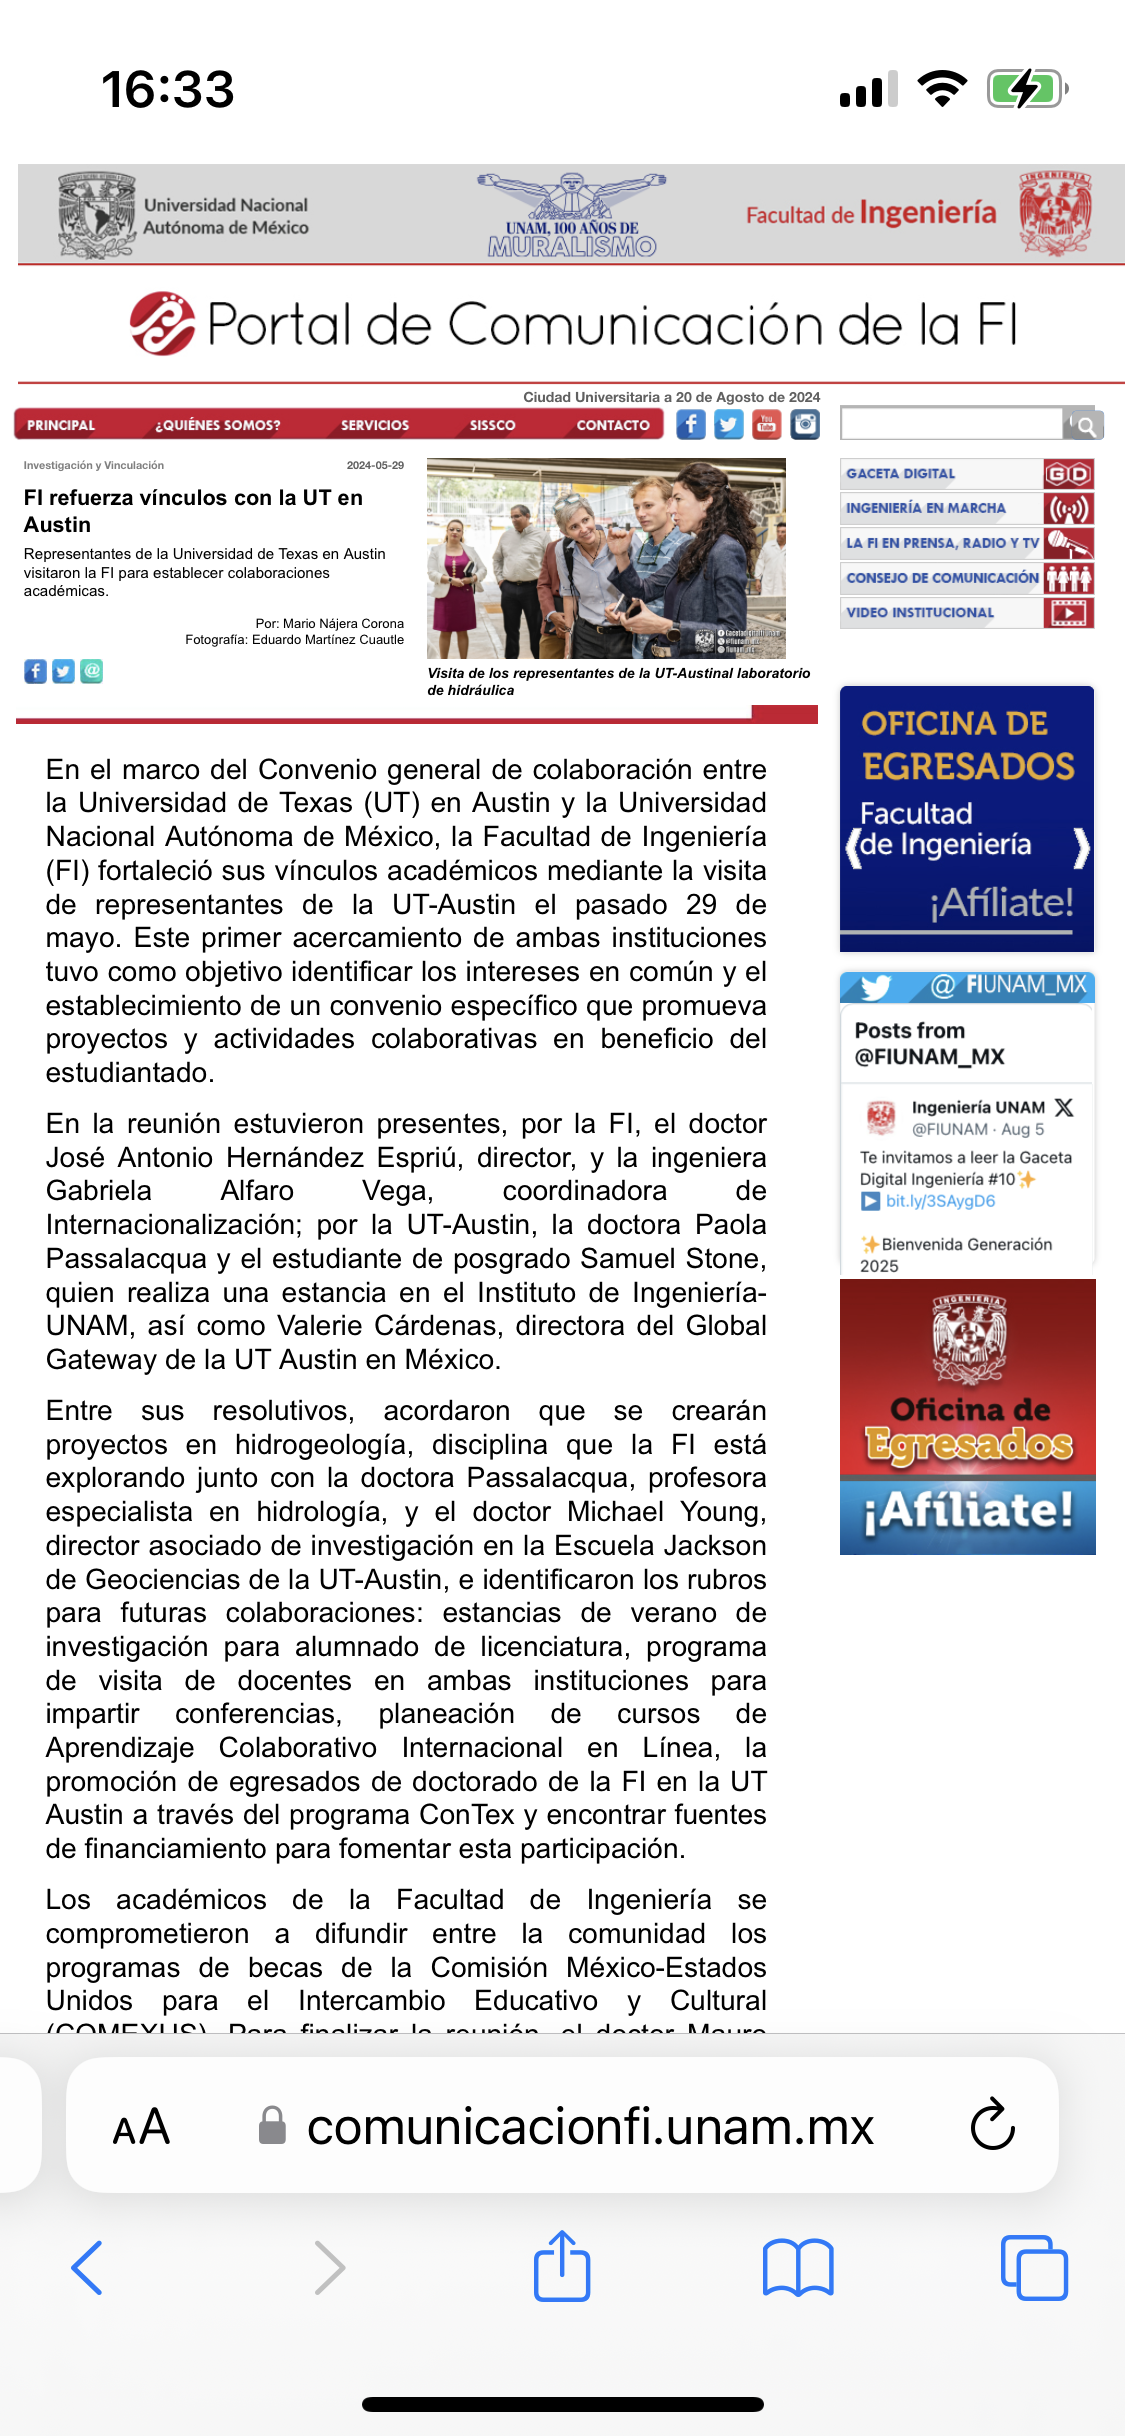 16:33
Universidad Nacional
Autónoma de México
UNAM, 100 AÑOS DE
MURALISMO
Facultad de Ingeniería
INGENIERIA
Portal de Comunicación de la FI
Ciudad Universitaria a 20 de Agosto de 2024
PRINCIPAL ¿QUIÉNES SOMOS? SERVICIOS SISSCO CONTACTO
You
Tube
Investigación y Vinculación 2024-05-29
FI refuerza vínculos con la UT en
Austin
Representantes de la Universidad de Texas en Austin
visitaron la FI para establecer colaboraciones
académicas.
Por: Mario Nájera Corona
Fotografía: Eduardo Martínez Cuautle
Visita de los representantes de la UT-Austinal laboratorio
de hidráulica
GACETA DIGITAL GD
INGENIERÍA EN MARCHA
LA FI EN PRENSA, RADIO Y TV
CONSEJO DE COMUNICACIÓN
VIDEO INSTITUCIONAL
En el marco del Convenio general de colaboración entre
la Universidad de Texas (UT) en Austin y la Universidad
Nacional Autónoma de México, la Facultad de Ingeniería
(FI) fortaleció sus vínculos académicos mediante la visita
de representantes de la UT-Austin el pasado 29 de
mayo. Este primer acercamiento de ambas instituciones
tuvo como objetivo identificar los intereses en común y el
establecimiento de un convenio específico que promueva
proyectos y actividades colaborativas en beneficio del
estudiantado.
En la reunión estuvieron presentes, por la FI, el doctor
José Antonio Hernández Espriú, director, y la ingeniera
Gabriela Alfaro Vega, coordinadora de
Internacionalización; por la UT-Austin, la doctora Paola
Passalacqua y el estudiante de posgrado Samuel Stone,
quien realiza una estancia en el Instituto de Ingeniería-
UNAM, así como Valerie Cárdenas, directora del Global
Gateway de la UT Austin en México.
Entre sus resolutivos, acordaron que se crearán
proyectos en hidrogeología, disciplina que la FI está
explorando junto con la doctora Passalacqua, profesora
especialista en hidrología, y el doctor Michael Young,
director asociado de investigación en la Escuela Jackson
de Geociencias de la UT-Austin, e identificaron los rubros
para futuras colaboraciones: estancias de verano de
investigación para alumnado de licenciatura, programa
de visita de docentes en ambas instituciones para
impartir conferencias, planeación de cursos de
Aprendizaje Colaborativo Internacional en Línea, la
promoción de egresados de doctorado de la FI en la UT
Austin a través del programa ConTex y encontrar fuentes
de financiamiento para fomentar esta participación.
Los académicos de la Facultad de Ingeniería se
comprometieron a difundir entre la comunidad los
programas de becas de la Comisión México-Estados
Unidos para el Intercambio Educativo y Cultural
(COMEXUS). Para finalizar la reunión, el doctor Mauro
OFICINA DE
EGRESADOS
Facultad
de Ingeniería
¡Afíliate!
@ FIUNAM_MX
Posts from
@FIUNAM_MX
Ingeniería UNAM
@FIUNAM · Aug 5
Te invitamos a leer la Gaceta
Digital Ingeniería #10✨
▶ bit.ly/3SAygD6
✨Bienvenida Generación
2025
INGENIERIA
Oficina de
Egresados
¡Afíliate!
AA comunicacionfi.unam.mx